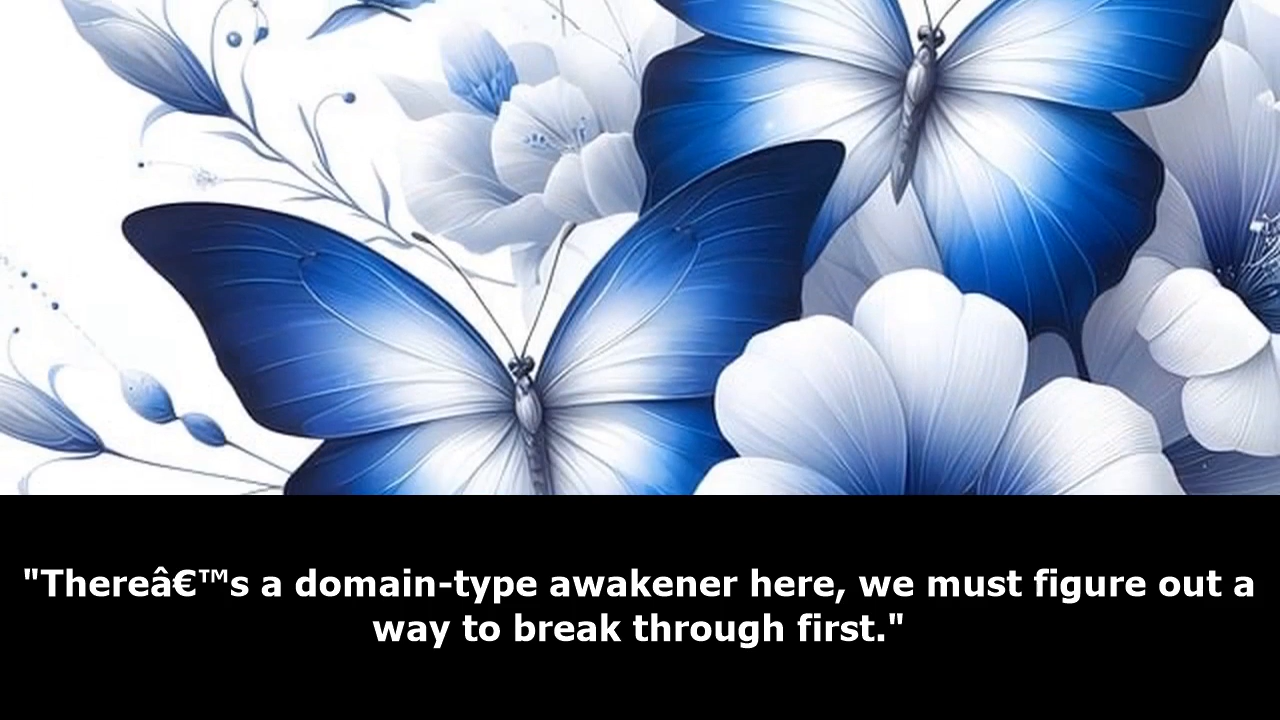 "Thereâ€™s a domain-type awakener here, we must figure out a
way to break through first."